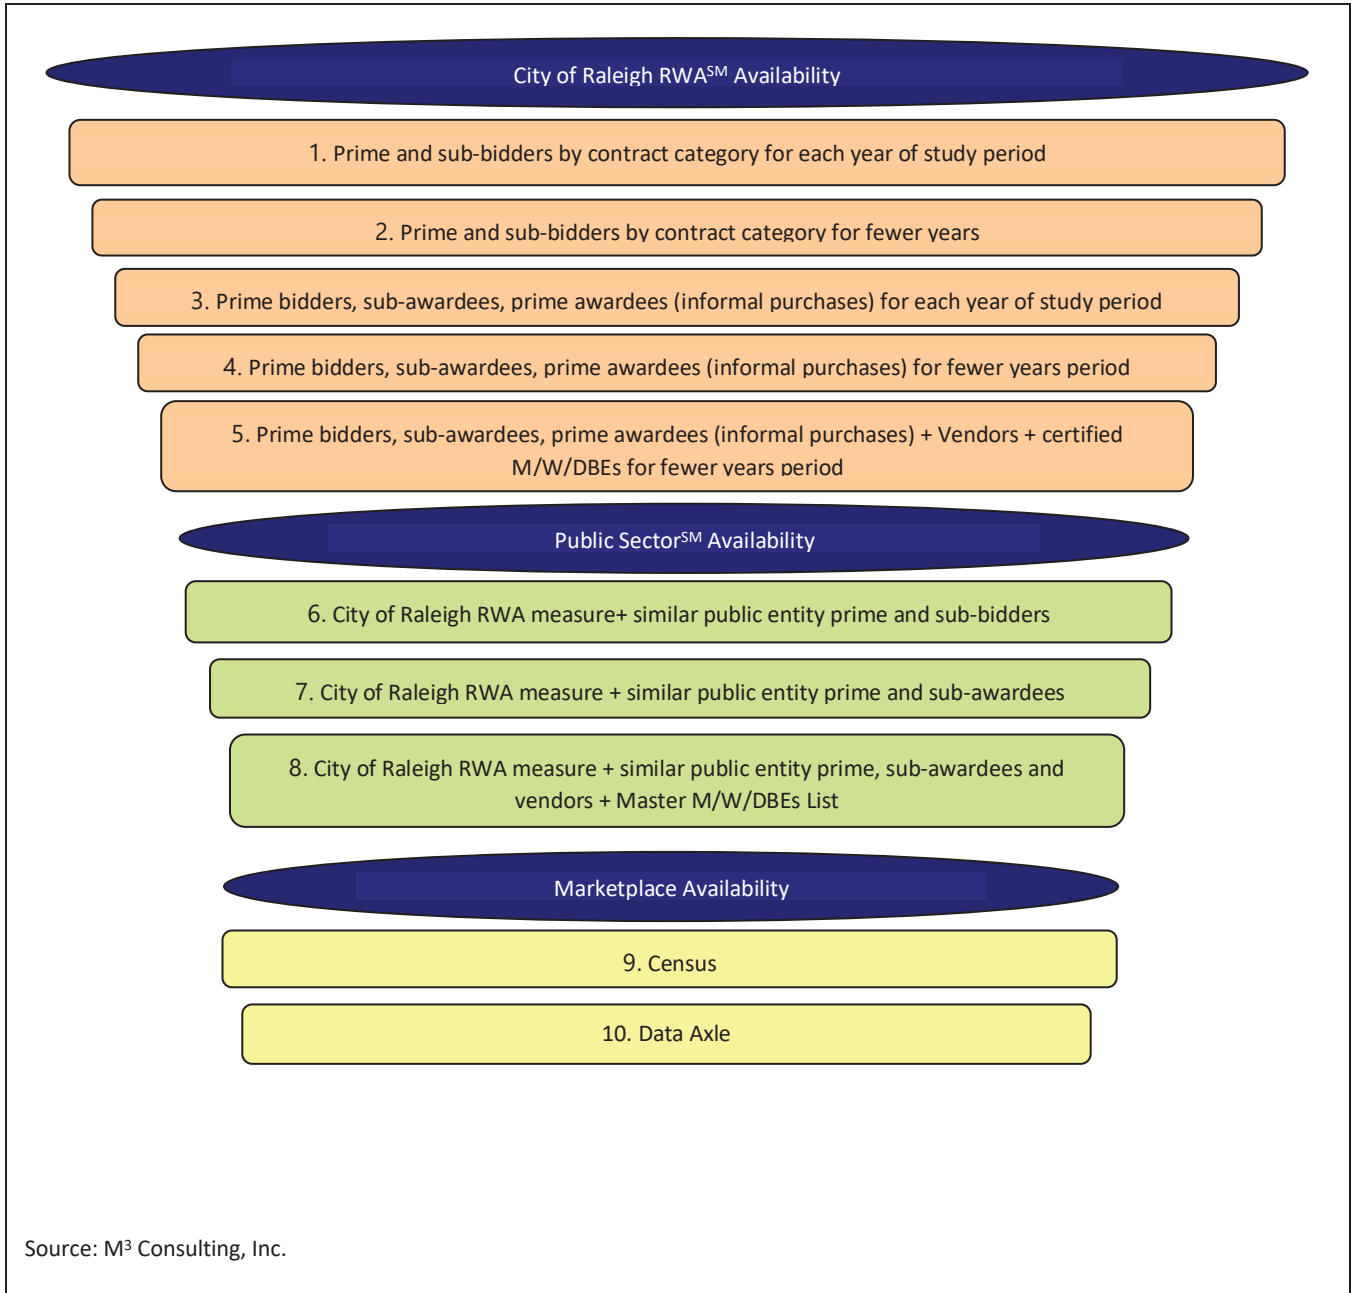 City of Raleigh RWA℠ Availability
1. Prime and sub-bidders by contract category for each year of study period
2. Prime and sub-bidders by contract category for fewer years
3. Prime bidders, sub-awardees, prime awardees (informal purchases) for each year of study period
4. Prime bidders, sub-awardees, prime awardees (informal purchases) for fewer years period
5. Prime bidders, sub-awardees, prime awardees (informal purchases) + Vendors + certified
M/W/DBEs for fewer years period
Public Sector℠ Availability
6. City of Raleigh RWA measure+ similar public entity prime and sub-bidders
7. City of Raleigh RWA measure + similar public entity prime and sub-awardees
8. City of Raleigh RWA measure + similar public entity prime, sub-awardees and
vendors + Master M/W/DBEs List
Marketplace Availability
9. Census
10. Data Axle
Source: M³ Consulting, Inc.